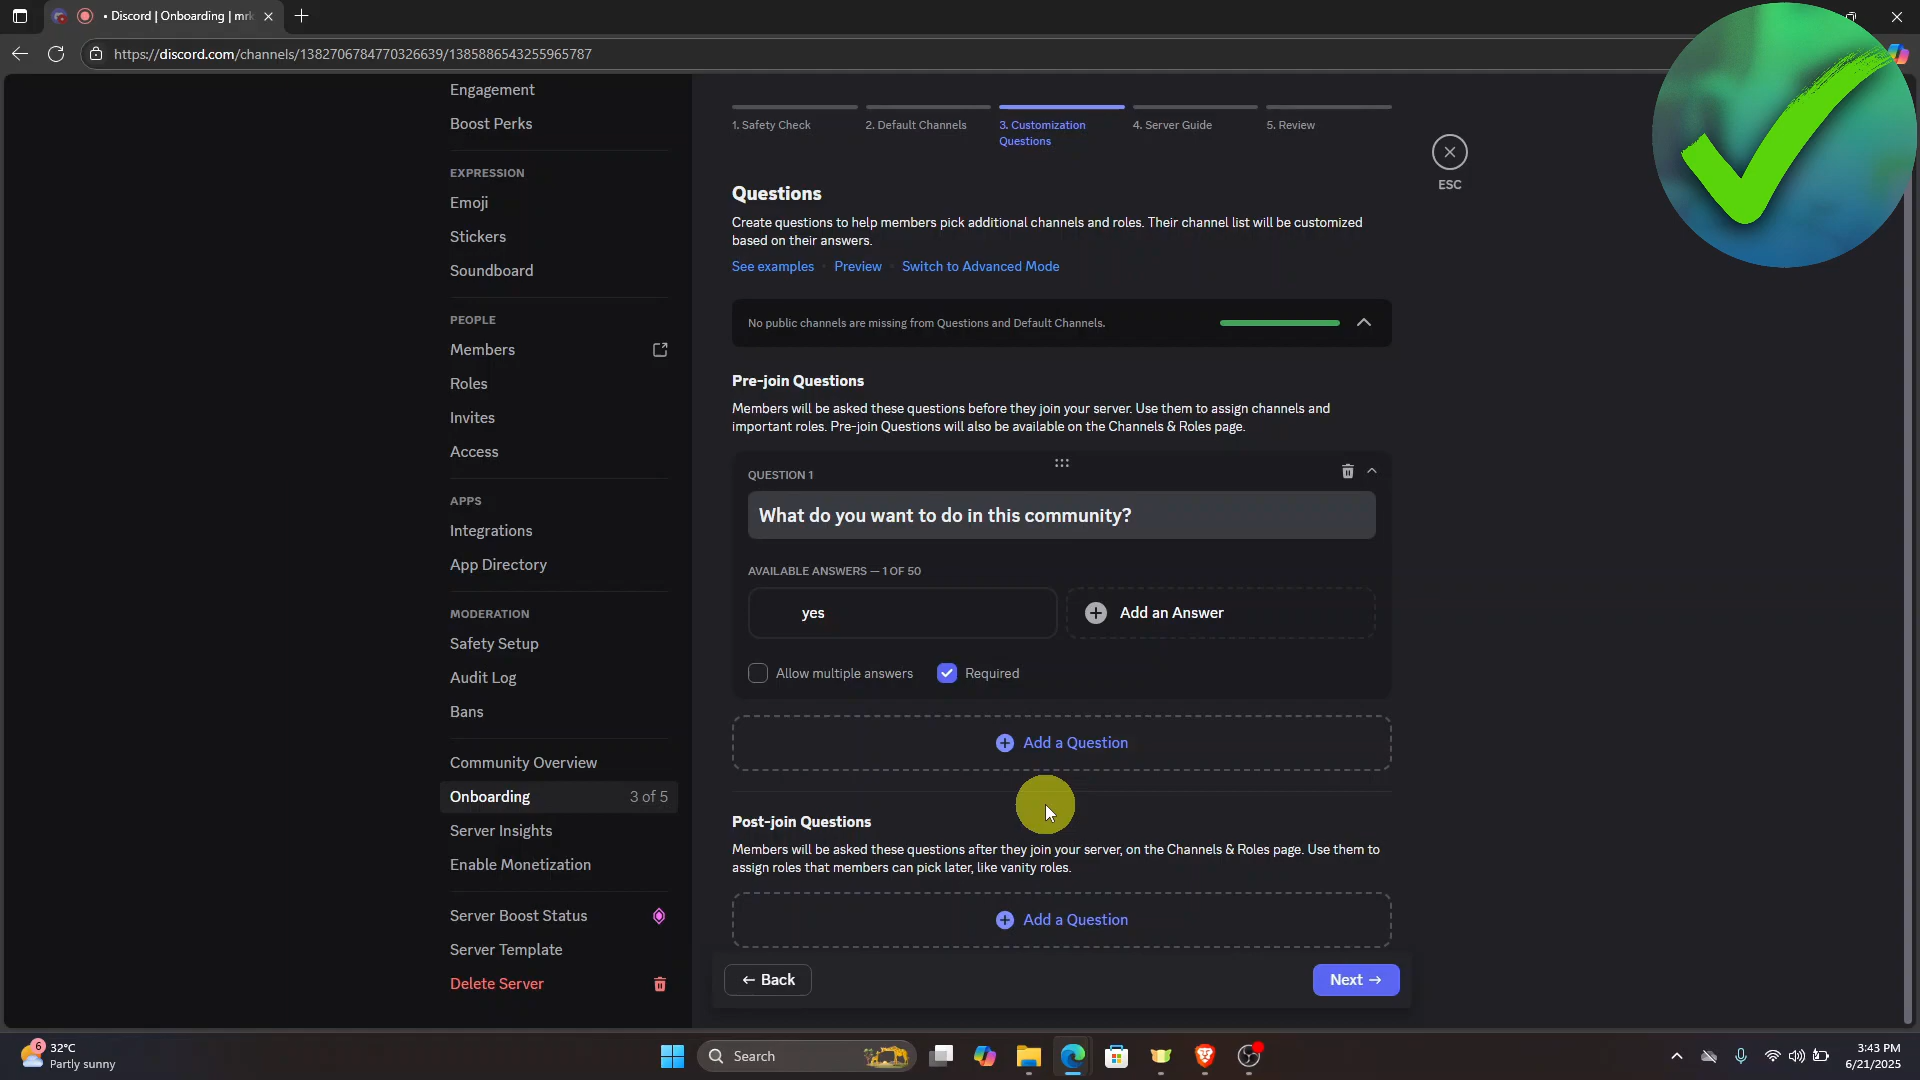 • Discord | Onboarding | mrk
https://discord.com/channels/1382706784770326639/1385886543255965787
Engagement
Boost Perks
EXPRESSION
Emoji
Stickers
Soundboard
PEOPLE
Members
Roles
Invites
Access
APPS
Integrations
App Directory
MODERATION
Safety Setup
Audit Log
Bans
Community Overview
Onboarding 3 of 5
Server Insights
Enable Monetization
Server Boost Status
Server Template
Delete Server
1. Safety Check
2. Default Channels
3. Customization
Questions
4. Server Guide
5. Review
ESC
Questions
Create questions to help members pick additional channels and roles. Their channel list will be customized
based on their answers.
See examples · Preview · Switch to Advanced Mode
No public channels are missing from Questions and Default Channels.
Pre-join Questions
Members will be asked these questions before they join your server. Use them to assign channels and
important roles. Pre-join Questions will also be available on the Channels & Roles page.
QUESTION 1
What do you want to do in this community?
AVAILABLE ANSWERS — 1 OF 50
yes
Add an Answer
Allow multiple answers
Required
Add a Question
Post-join Questions
Members will be asked these questions after they join your server, on the Channels & Roles page. Use them to
assign roles that members can pick later, like vanity roles.
Add a Question
← Back
Next →
6
32°C
Partly sunny
Search
3:43 PM
6/21/2025